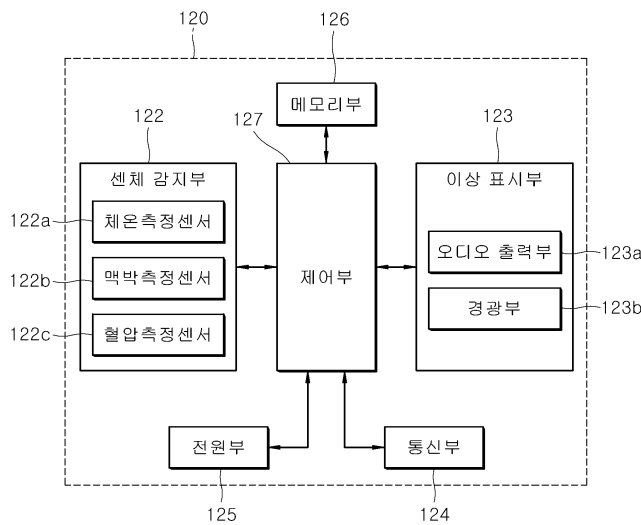 120
126
메모리부
122
127
123
센체 감지부
이상 표시부
122a
체온측정센서
오디오 출력부
123a
122b
맥박측정센서
제어부
경광부
123b
122c
혈압측정센서
전원부
통신부
125
124